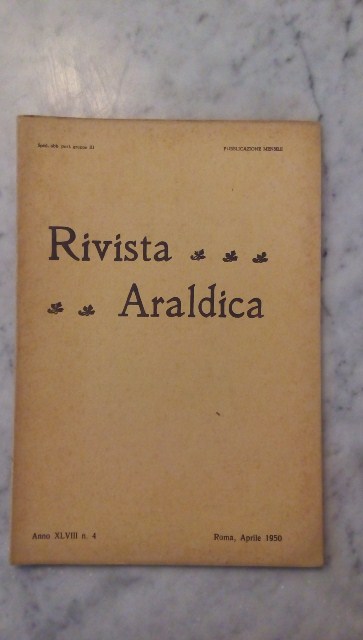 PUBBLICAZIONE MENSILE
Rivista
Araldica
Anno XLVIII n. 4
Roma, Aprile 1950